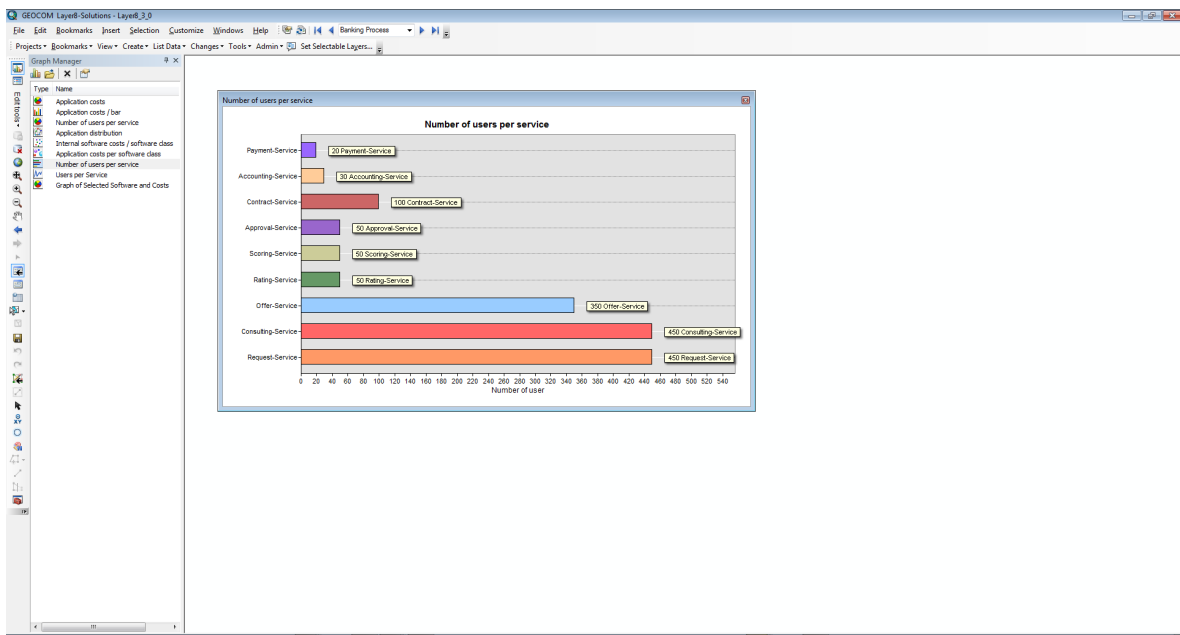 GEOCOM Layer8-Solutions - Layer8_3_0
File Edit Bookmarks Insert Selection Customize Windows Help Banking Process
Projects Bookmarks View Create List Data Changes Tools Admin Set Selectable Layers...
Graph Manager
Type Name
Application costs
Application costs / bar
Number of users per service
Application distribution
Internal software costs / software class
Application costs per software class
Number of users per service
Users per Service
Graph of Selected Software and Costs
Edit tools
Number of users per service
Number of users per service
Payment-Service 20 Payment-Service
Accounting-Service 30 Accounting-Service
Contract-Service 100 Contract-Service
Approval-Service 50 Approval-Service
Scoring-Service 50 Scoring-Service
Rating-Service 50 Rating-Service
Offer-Service 350 Offer-Service
Consulting-Service 450 Consulting-Service
Request-Service 450 Request-Service
0 20 40 60 80 100 120 140 160 180 200 220 240 260 280 300 320 340 360 380 400 420 440 460 480 500 520 540
Number of user
XY